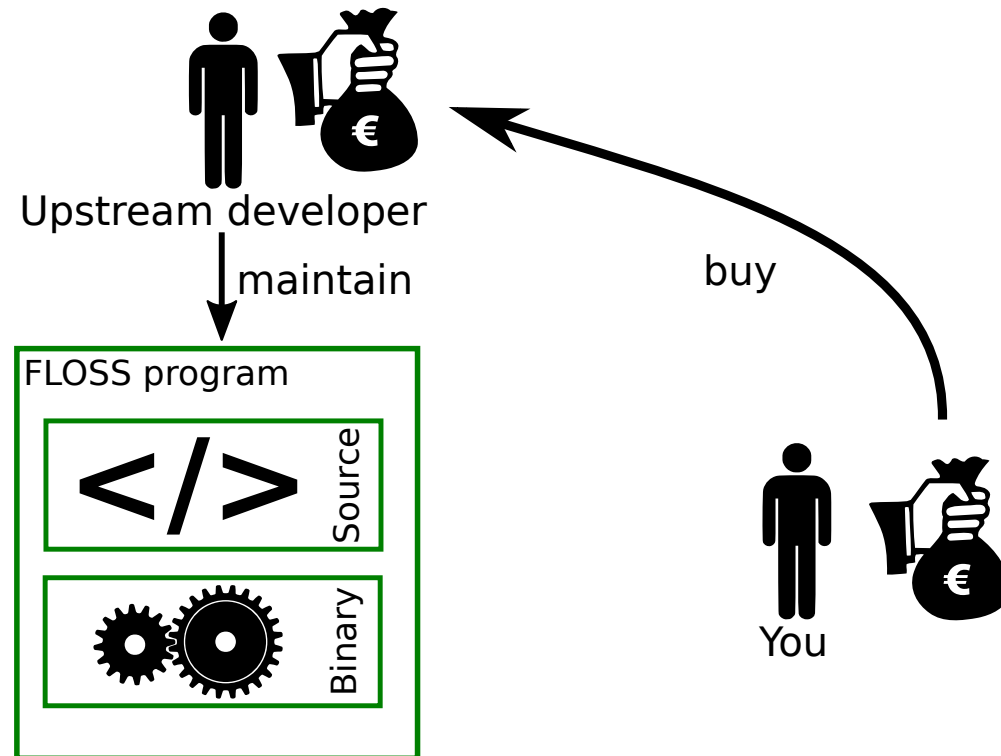 €
Upstream developer
maintain
buy
FLOSS program
</>
Source
Binary
€
You